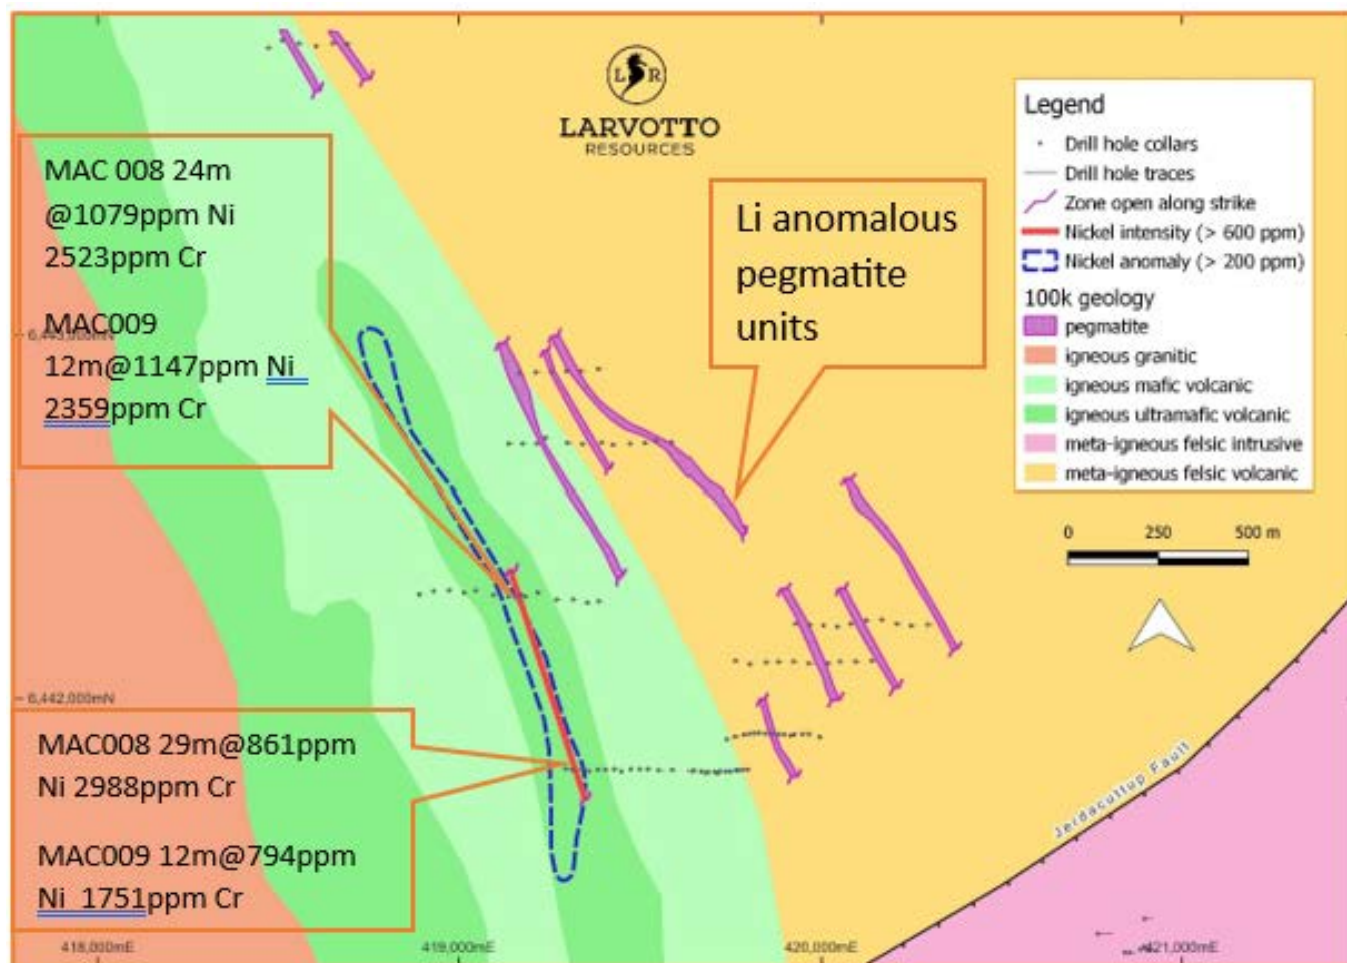 L R
LARVOTTO
RESOURCES
MAC 008 24m
@1079ppm Ni
2523ppm Cr
MAC009
12m@1147ppm Ni
2359ppm Cr
Li anomalous
pegmatite
units
Legend
Drill hole collars
Drill hole traces
Zone open along strike
Nickel intensity (> 600 ppm)
Nickel anomaly (> 200 ppm)
100k geology
pegmatite
igneous granitic
igneous mafic volcanic
igneous ultramafic volcanic
meta-igneous felsic intrusive
meta-igneous felsic volcanic
0 250 500 m
6,443,000mN
6,442,000mN
MAC008 29m@861ppm
Ni 2988ppm Cr
MAC009 12m@794ppm
Ni 1751ppm Cr
Jerdacuttup Fault
418,000mE 419,000mE 420,000mE 421,000mE